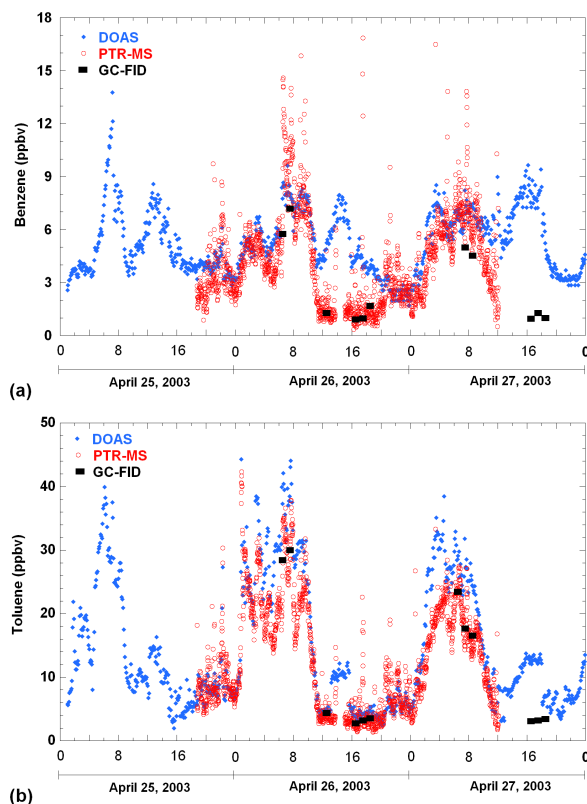 18
15
12
9
6
3
0
Benzene (ppbv)
DOAS
PTR-MS
GC-FID
0 8 16 0 8 16 0 8 16 0
April 25, 2003 April 26, 2003 April 27, 2003
(a)
50
40
30
20
10
0
Toluene (ppbv)
DOAS
PTR-MS
GC-FID
0 8 16 0 8 16 0 8 16 0
April 25, 2003 April 26, 2003 April 27, 2003
(b)